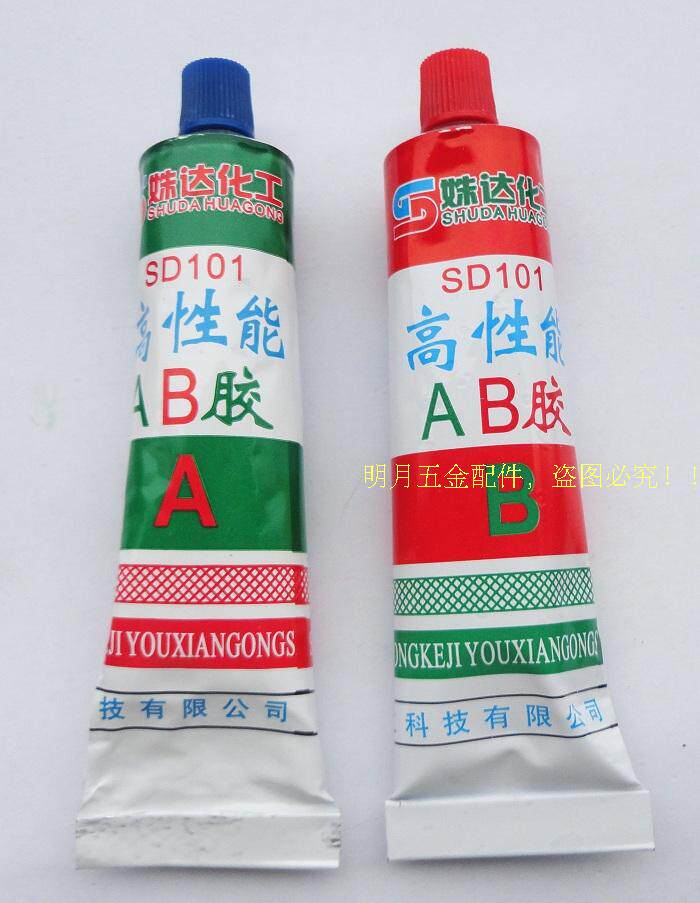 姝达化工
SHUDA HUAGONG
SD101
高性能
AB胶
A
JI YOUXIANGONGS
技有限公司
姝达化工
SHUDA HUAGONG
SD101
高性能
AB胶
B
明月五金配件，盗图必究！！
ONGKEJI YOUXIANGONGS
科技有限公司